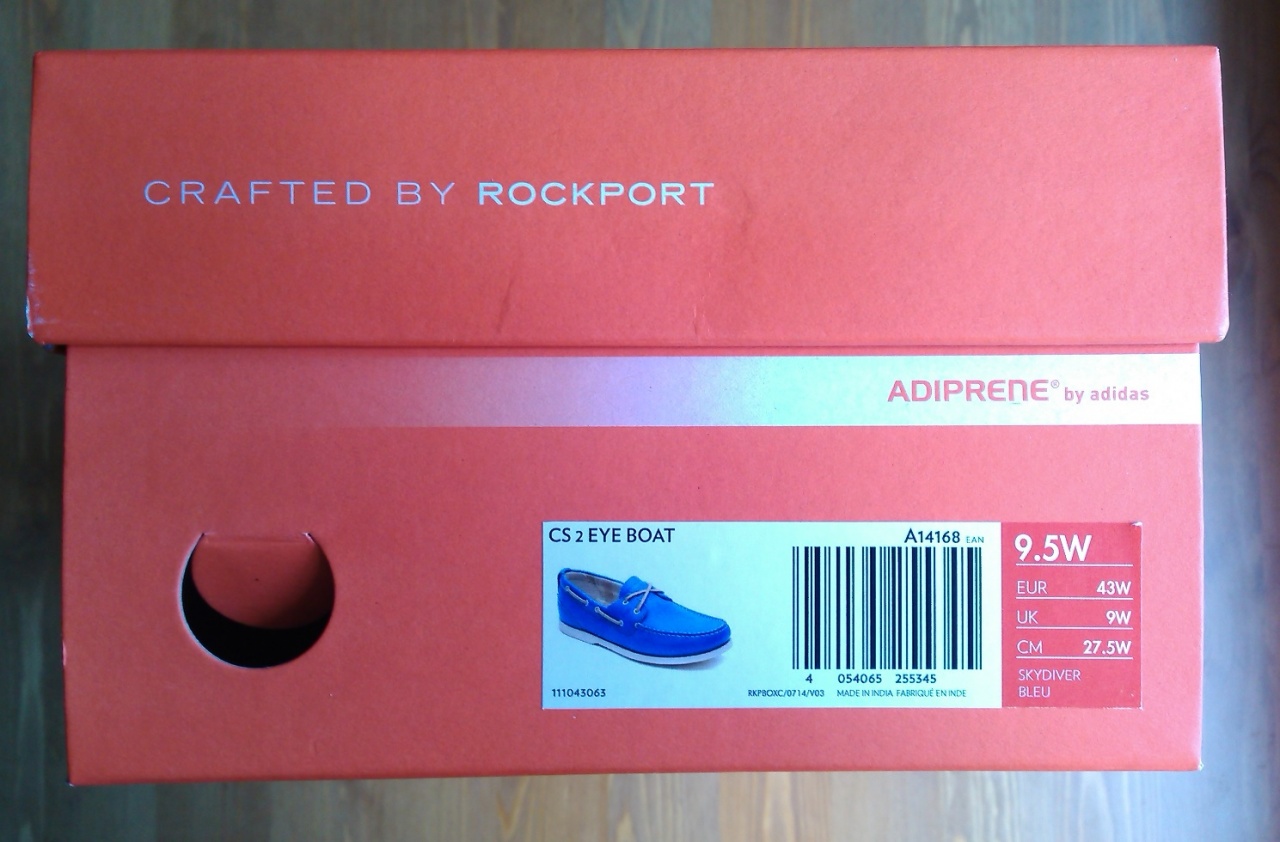 CRAFTED BY ROCKPORT
ADIPRENE® by adidas
CS 2 EYE BOAT
A14168 EAN
4 054065 255345
111043063
RKPBOXC/0714/V03 MADE IN INDIA FABRIQUÉ EN INDE
9.5W
EUR 43W
UK 9W
CM 27.5W
SKYDIVER
BLEU